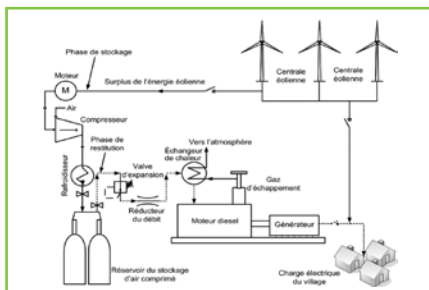 Phase de stockage
Moteur
M
Surplus de l'énergie éolienne
Centrale
éolienne
Centrale
éolienne
Air
Compresseur
Phase de
restitution
Vers l'atmosphère
Échangeur
de chaleur
Valve
d'expansion
Refroidisseur
Gaz
d'échappement
Réducteur
du débit
Moteur diesel
Générateur
Réservoir du stockage
d'air comprimé
Charge électrique
du village